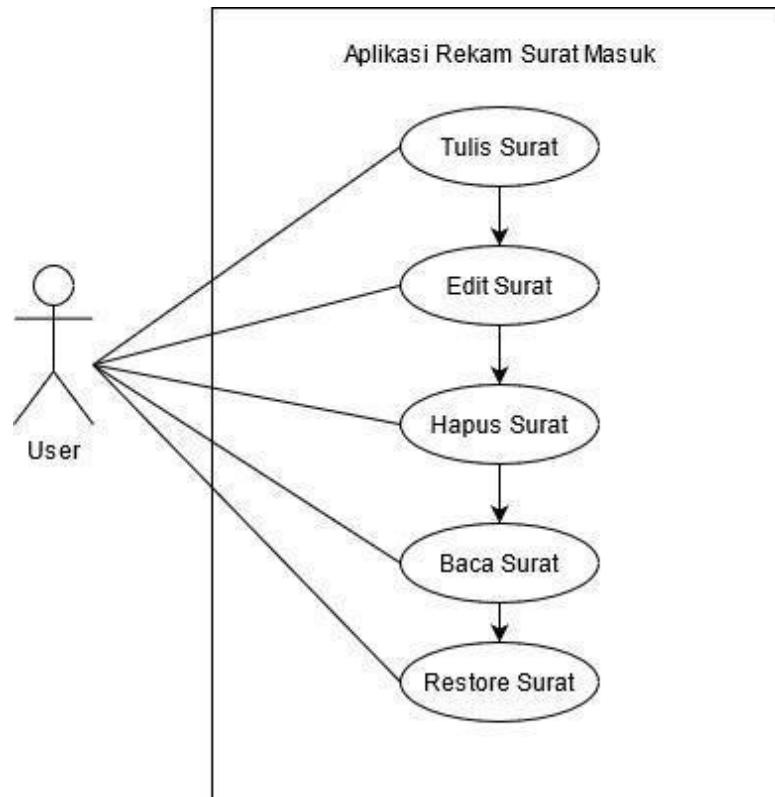 Aplikasi Rekam Surat Masuk
Tulis Surat
Edit Surat
Hapus Surat
User
Baca Surat
Restore Surat